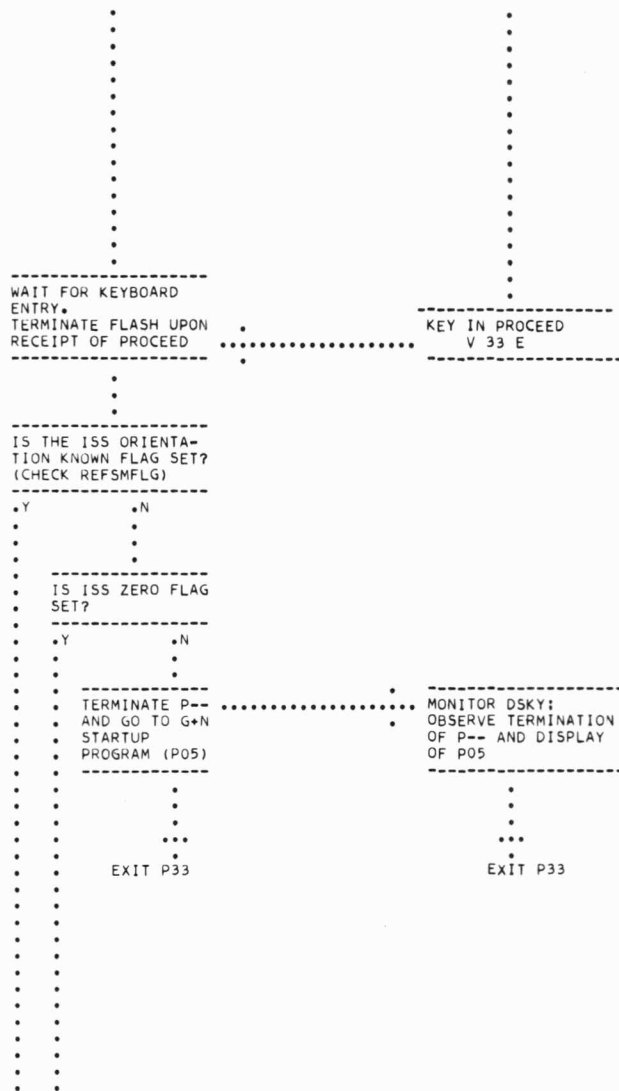 WAIT FOR KEYBOARD
ENTRY.
TERMINATE FLASH UPON
RECEIPT OF PROCEED
KEY IN PROCEED
V 33 E
IS THE ISS ORIENTA-
TION KNOWN FLAG SET?
(CHECK REFSMFLG)
Y
N
IS ISS ZERO FLAG
SET?
Y
N
TERMINATE P--
AND GO TO G+N
STARTUP
PROGRAM (P05)
MONITOR DSKY:
OBSERVE TERMINATION
OF P-- AND DISPLAY
OF P05
EXIT P33
EXIT P33